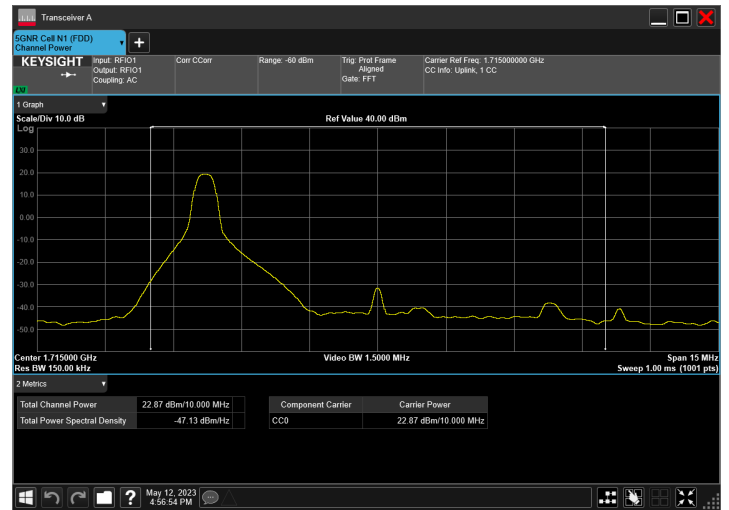 Transceiver A
5GNR Cell N1 (FDD)
Channel Power
KEYSIGHT
Input: RFIO1
Output: RFIO1
Coupling: AC
Corr CCorr
Range: -60 dBm
Trig: Prot Frame
Aligned
Gate: FFT
Carrier Ref Freq: 1.715000000 GHz
CC Info: Uplink, 1 CC
LXI
1 Graph
Scale/Div 10.0 dB
Ref Value 40.00 dBm
Log
30.0
20.0
10.0
0.00
-10.0
-20.0
-30.0
-40.0
-50.0
Center 1.715000 GHz
Video BW 1.5000 MHz
Span 15 MHz
Res BW 150.00 kHz
Sweep 1.00 ms (1001 pts)
2 Metrics
Total Channel Power 22.87 dBm/10.000 MHz
Total Power Spectral Density -47.13 dBm/Hz
Component Carrier Carrier Power
CC0 22.87 dBm/10.000 MHz
?
May 12, 2023
4:56:54 PM